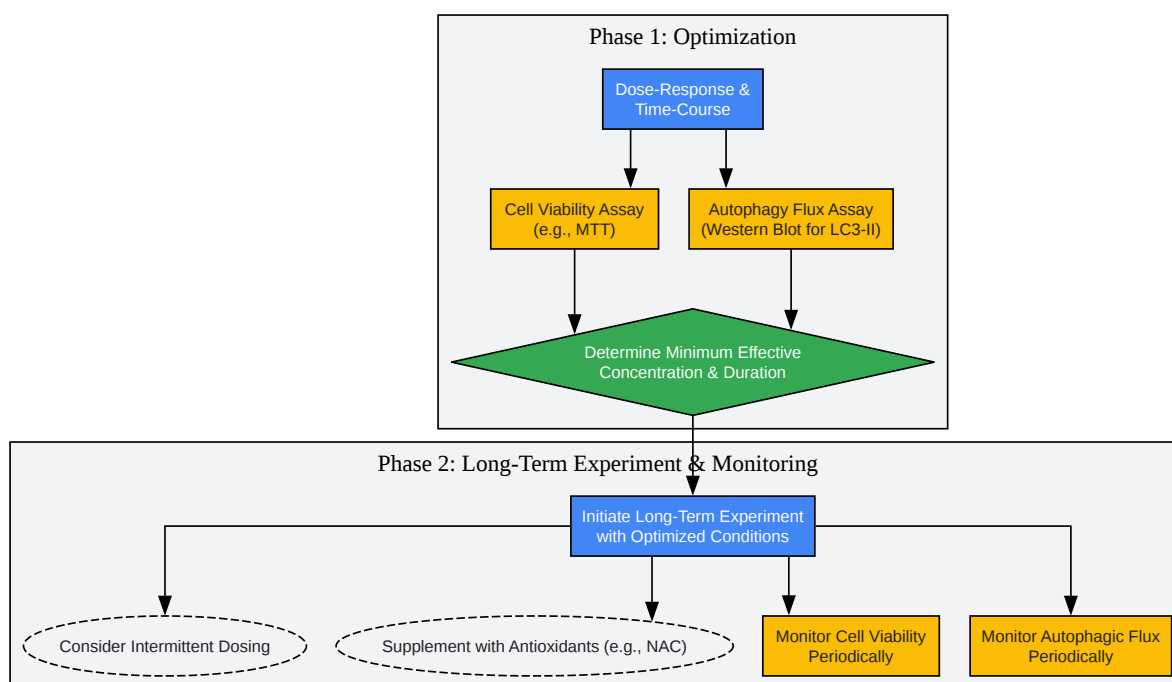 Phase 1: Optimization
Dose-Response &
Time-Course
Cell Viability Assay
(e.g., MTT)
Autophagy Flux Assay
(Western Blot for LC3-II)
Determine Minimum Effective
Concentration & Duration
Phase 2: Long-Term Experiment & Monitoring
Initiate Long-Term Experiment
with Optimized Conditions
Consider Intermittent Dosing
Supplement with Antioxidants (e.g., NAC)
Monitor Cell Viability
Periodically
Monitor Autophagic Flux
Periodically